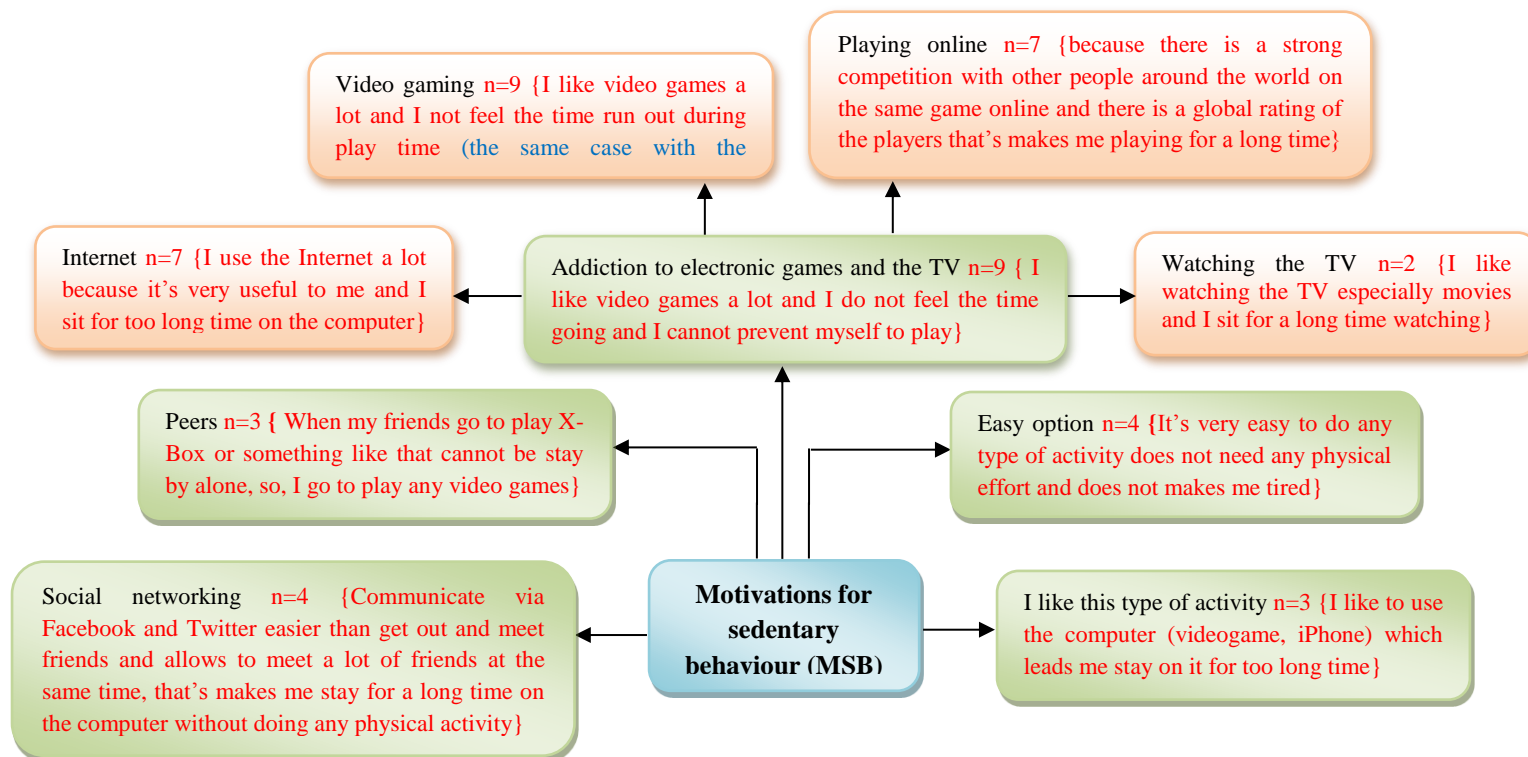 Playing online n=7 {because there is a strong
competition with other people around the world on
the same game online and there is a global rating of
the players that’s makes me playing for a long time}
Video gaming n=9 {I like video games a
lot and I not feel the time run out during
play time (the same case with the
Internet n=7 {I use the Internet a lot
because it’s very useful to me and I
sit for too long time on the computer}
Addiction to electronic games and the TV n=9 { I
like video games a lot and I do not feel the time
going and I cannot prevent myself to play}
Watching the TV n=2 {I like
watching the TV especially movies
and I sit for a long time watching}
Peers n=3 { When my friends go to play X-
Box or something like that cannot be stay
by alone, so, I go to play any video games}
Easy option n=4 {It’s very easy to do any
type of activity does not need any physical
effort and does not makes me tired}
Social networking n=4 {Communicate via
Facebook and Twitter easier than get out and meet
friends and allows to meet a lot of friends at the
same time, that’s makes me stay for a long time on
the computer without doing any physical activity}
Motivations for
sedentary
behaviour (MSB)
I like this type of activity n=3 {I like to use
the computer (videogame, iPhone) which
leads me stay on it for too long time}